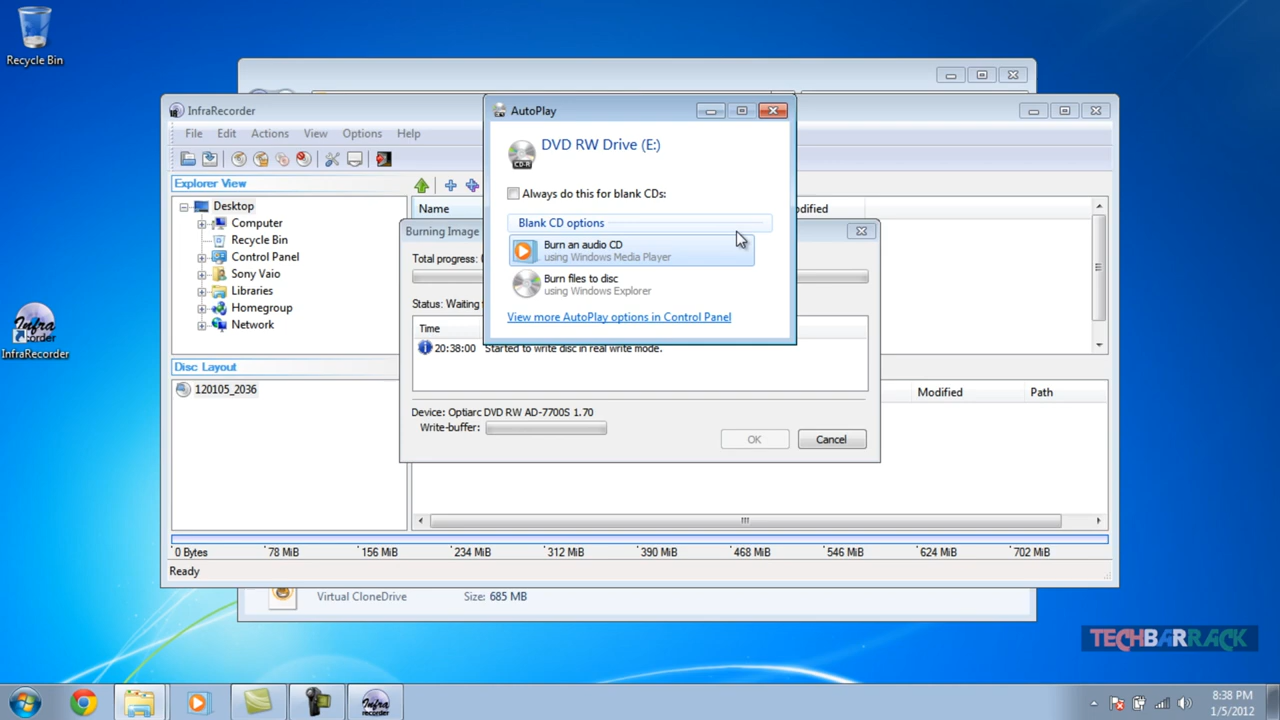 Recycle Bin
InfraRecorder
File Edit Actions View Options Help
Explorer View
Desktop
Computer
Recycle Bin
Control Panel
Sony Vaio
Libraries
Homegroup
Network
Name
Disc Layout
120105_2036
Modified Path
0 Bytes 78 MiB 156 MiB 234 MiB 312 MiB 390 MiB 468 MiB 546 MiB 624 MiB 702 MiB
Ready
AutoPlay
DVD RW Drive (E:)
CD-R
Always do this for blank CDs:
Blank CD options
Burn an audio CD
using Windows Media Player
Burn files to disc
using Windows Explorer
View more AutoPlay options in Control Panel
Burning Image
Total progress:
Status: Waiting
Time
20:38:00 Started to write disc in real write mode.
Device: Optiarc DVD RW AD-7700S 1.70
Write-buffer:
OK Cancel
Infra
recorder
InfraRecorder
Virtual CloneDrive Size: 685 MB
TECHBARRACK
Infra
recorder
8:38 PM
1/5/2012